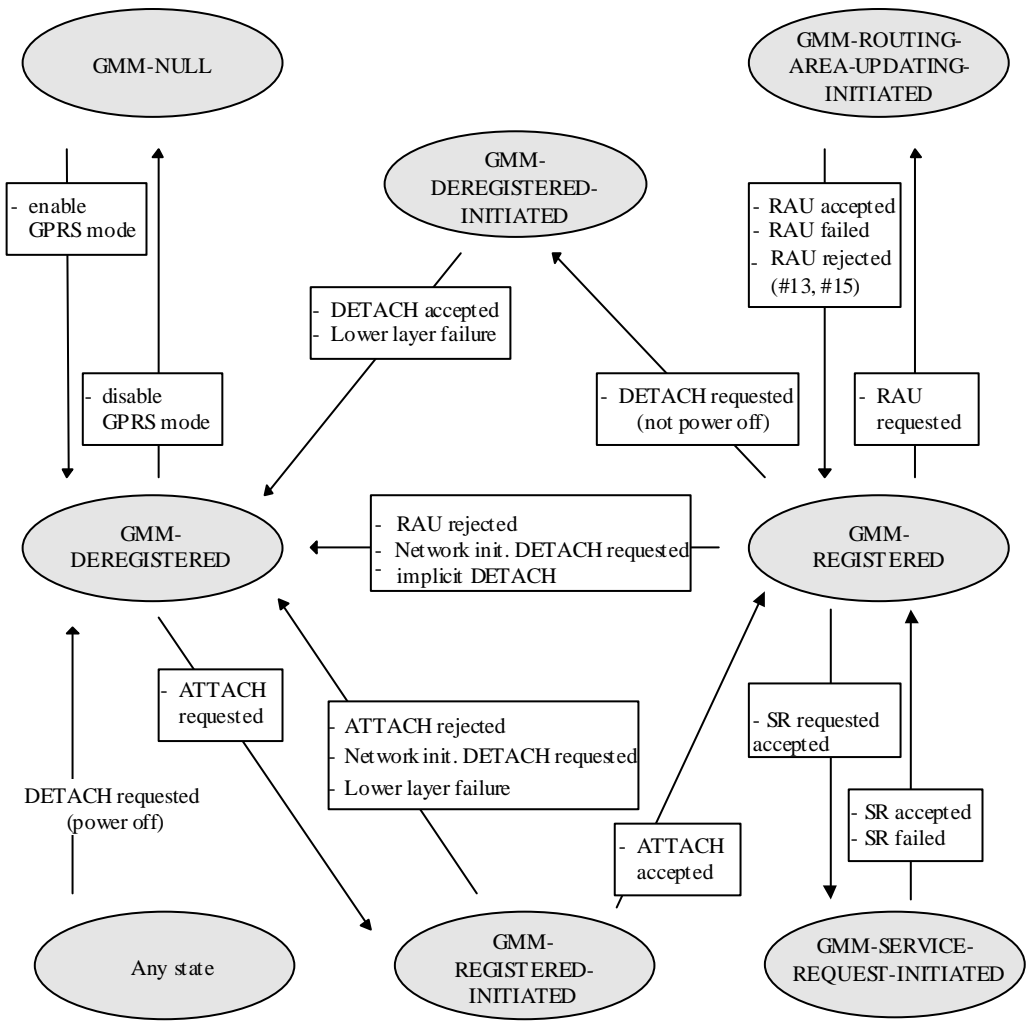 GMM-NULL
GMM-ROUTING-
AREA-UPDATING-
INITIATED
GMM-
DEREGISTERED-
INITIATED
- enable
GPRS mode
- RAU accepted
- RAU failed
- RAU rejected
(#13, #15)
- DETACH accepted
- Lower layer failure
- disable
GPRS mode
- DETACH requested
(not power off)
- RAU
requested
GMM-
DEREGISTERED
- RAU rejected
- Network init. DETACH requested
- implicit DETACH
GMM-
REGISTERED
- ATTACH
requested
- ATTACH rejected
- Network init. DETACH requested
- Lower layer failure
- SR requested
accepted
DETACH requested
(power off)
- ATTACH
accepted
- SR accepted
- SR failed
Any state
GMM-
REGISTERED-
INITIATED
GMM-SERVICE-
REQUEST-INITIATED